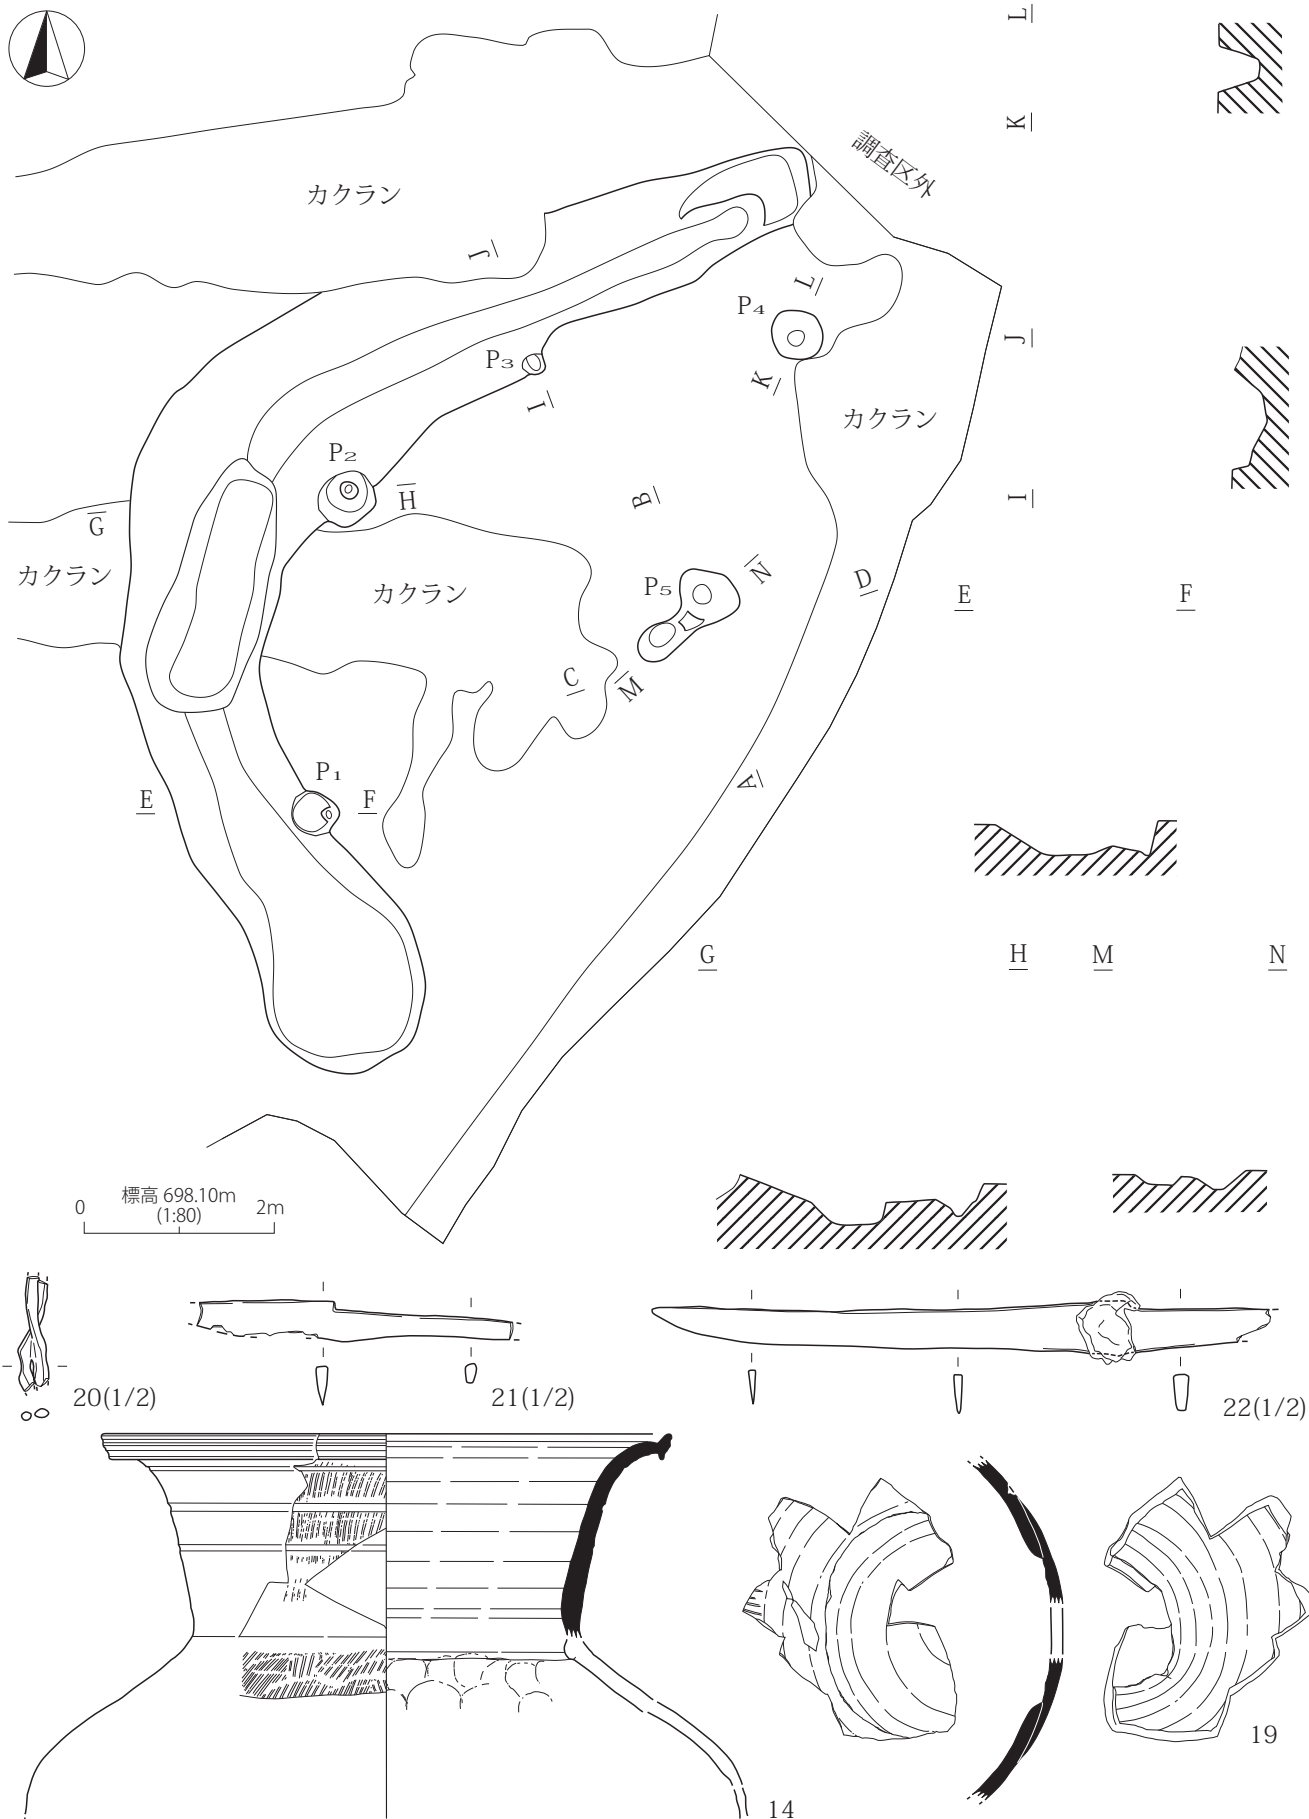 L
K
調査区外
カクラン
J
L
P4
J
P3
K
I
カクラン
P2
H
B
I
G
カクラン
カクラン
P5
N
D
E
F
C
M
A
P1
E
F
G
H
M
N
標高 698.10m
0
(1:80)
2m
20(1/2)
21(1/2)
22(1/2)
19
14